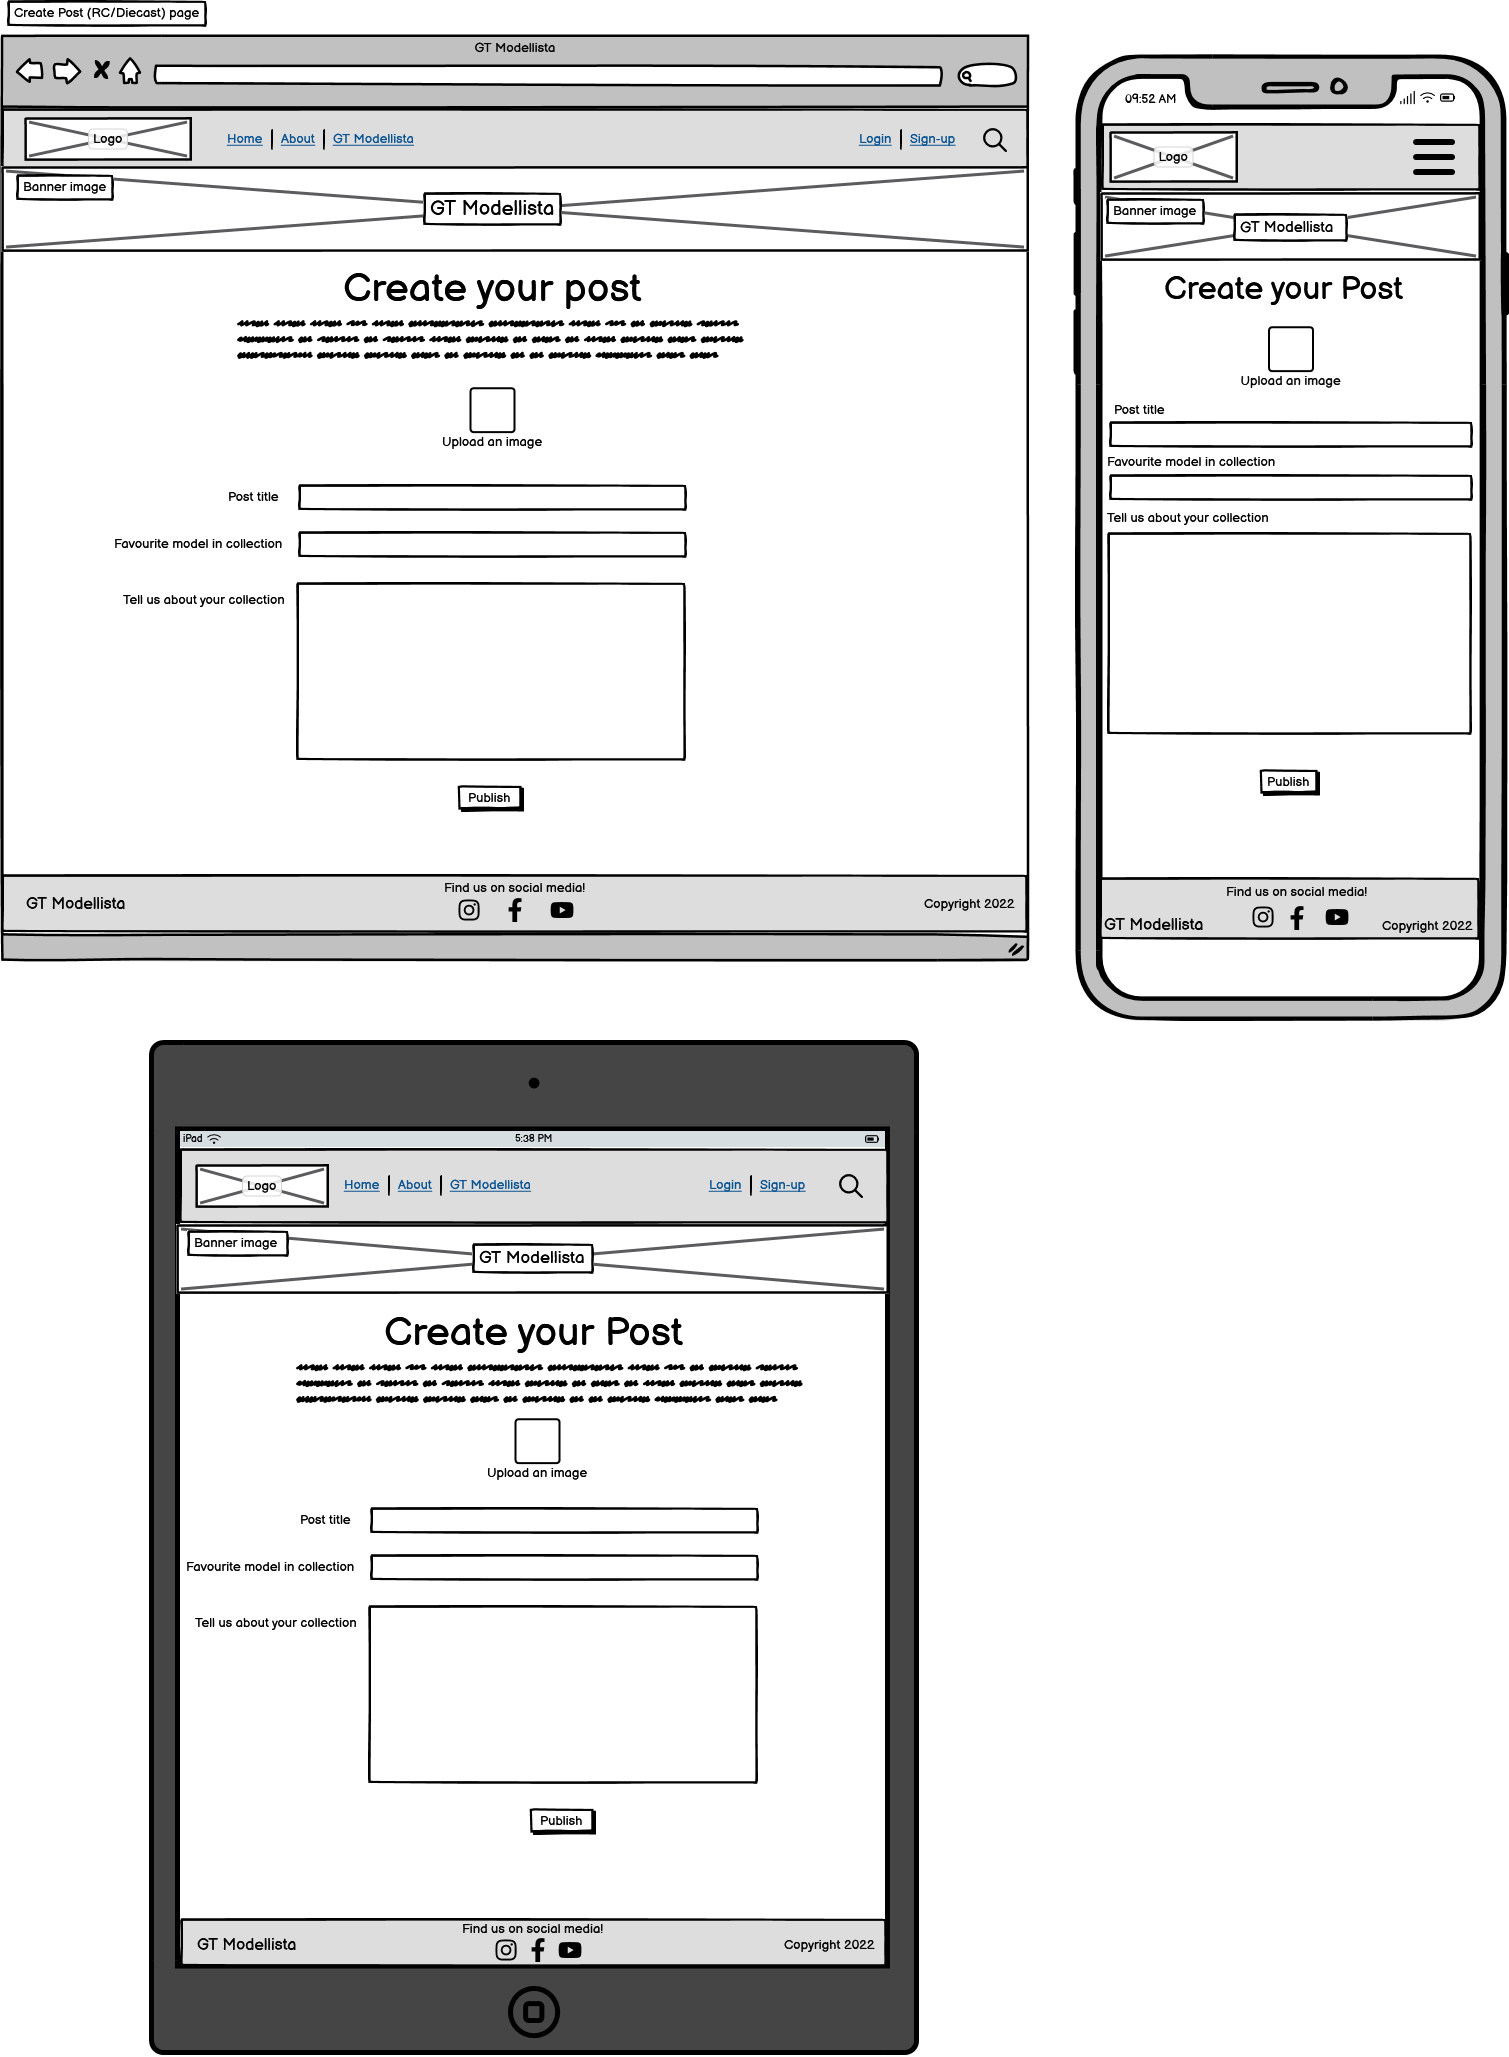 Create Post (RC/Diecast) page
GT Modellista
Logo
Home About GT Modellista Login Sign-up
Banner image
GT Modellista
Create your post
Upload an image
Post title
Favourite model in collection
Tell us about your collection
Publish
Find us on social media!
GT Modellista
Copyright 2022
09:52 AM
Logo
Banner image
GT Modellista
Create your Post
Upload an image
Post title
Favourite model in collection
Tell us about your collection
Publish
Find us on social media!
GT Modellista
Copyright 2022
iPad 5:38 PM
Logo
Home About GT Modellista Login Sign-up
Banner image
GT Modellista
Create your Post
Upload an image
Post title
Favourite model in collection
Tell us about your collection
Publish
Find us on social media!
GT Modellista
Copyright 2022